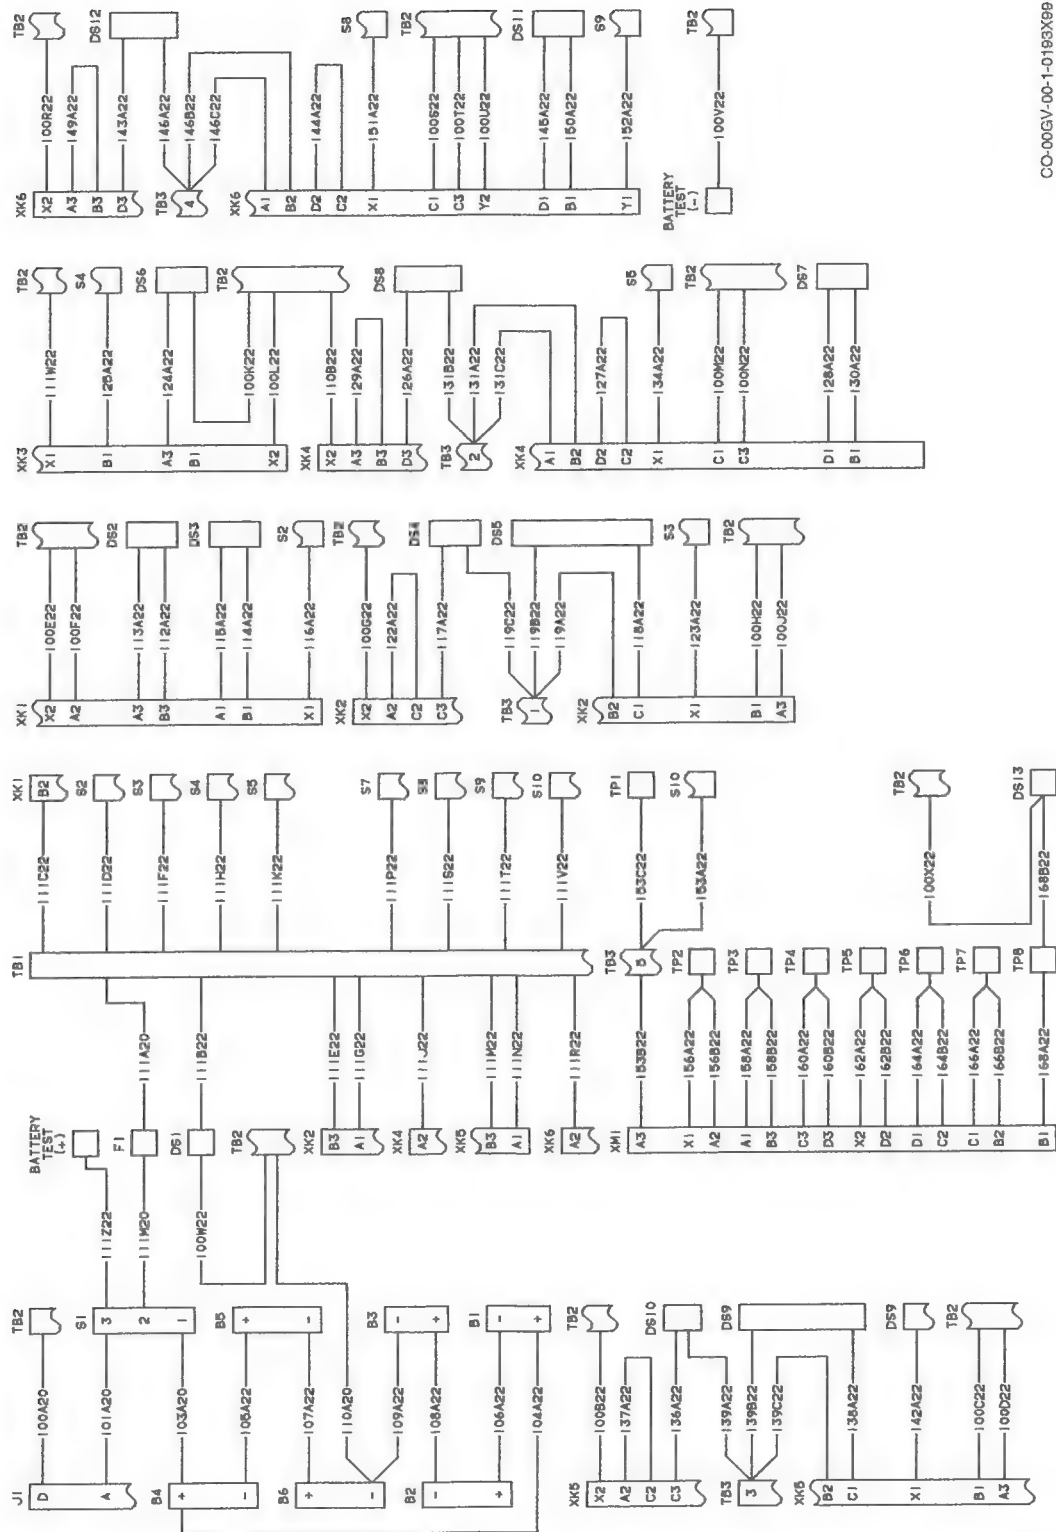 TB2
100R22
149A22
DS12
143A22
146A22
146B22
146C22
144A22
S8
151A22
TB2
100S22
100T22
100U22
DS11
145A22
150A22
S9
152A22
TB2
100V22
XK6
X2
A3
B3
D3
TB3
4
XK6
A1
B2
D2
C2
X1
C1
C3
Y2
D1
B1
Y1
BATTERY
TEST
(-)
CO-00GV-00-1-0193X99
TB2
111W22
S4
125A22
DS6
124A22
TB2
100K22
100L22
110B22
129A22
DS8
126A22
131B22
131A22
131C22
127A22
S5
134A22
TB2
100M22
100N22
DS7
128A22
130A22
XK3
X1
B1
A3
B1
X2
XK4
X2
A3
B3
D3
TB3
2
XK4
A1
B2
D2
C2
X1
C1
C3
D1
B1
TB2
100E22
100F22
DS2
113A22
112A22
DS3
115A22
114A22
S2
116A22
TB2
100G22
122A22
DS4
117A22
DS5
119C22
119B22
119A22
118A22
S3
123A22
TB2
100H22
100J22
XK1
X2
A2
A3
B3
A1
B1
X1
XK2
X2
A2
C2
C3
TB3
1
XK2
B2
C1
X1
B1
A3
XK1
B2
111C22
S2
111D22
S3
111F22
S4
111H22
S5
111K22
S7
111P22
S8
111S22
S9
111T22
S10
111V22
TP1
153C22
S10
153A22
TB2
100X22
DS13
168B22
TB1
TB3
5
TP2
TP3
TP4
TP5
TP6
TP7
TP8
111A20
111B22
111E22
111G22
111J22
111M22
111N22
111R22
153B22
156A22
156B22
158A22
158B22
160A22
160B22
162A22
162B22
164A22
164B22
166A22
166B22
168A22
BATTERY
TEST
(+)
F1
DS1
TB2
XK2
B3
A1
XK4
A2
XK5
B3
A1
XK6
A2
XM1
A3
X1
A2
A1
B3
C3
D3
X2
D2
D1
C2
C1
B2
B1
111Z22
111M20
100W22
TB2
S1
3
2
1
B5
+
-
B3
-
+
B1
-
+
TB2
DS10
DS9
DS9
TB2
100A20
101A20
103A20
105A22
107A22
110A20
109A22
108A22
106A22
104A22
100B22
137A22
136A22
139A22
139B22
139C22
138A22
142A22
100C22
100D22
J1
D
A
B4
+
-
B6
+
-
B2
-
+
XK5
X2
A2
C2
C3
TB3
3
XK5
B2
C1
X1
B1
A3